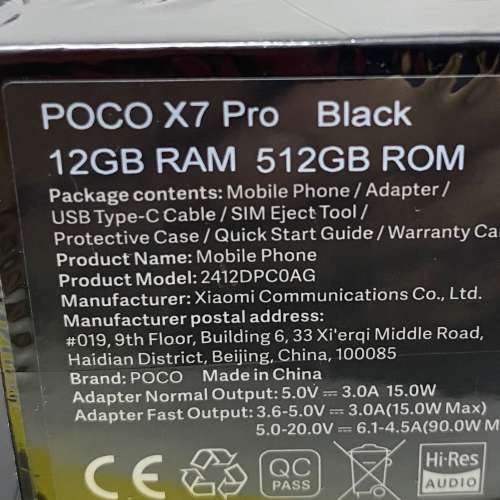 POCO X7 Pro Black
12GB RAM 512GB ROM
Package contents: Mobile Phone / Adapter /
USB Type-C Cable / SIM Eject Tool /
Protective Case / Quick Start Guide / Warranty Car
Product Name: Mobile Phone
Product Model: 2412DPC0AG
Manufacturer: Xiaomi Communications Co., Ltd.
Manufacturer postal address:
#019, 9th Floor, Building 6, 33 Xi'erqi Middle Road,
Haidian District, Beijing, China, 100085
Brand: POCO Made in China
Adapter Normal Output: 5.0V ⎓ 3.0A 15.0W
Adapter Fast Output: 3.6-5.0V ⎓ 3.0A(15.0W Max)
5.0-20.0V ⎓ 6.1-4.5A(90.0W M
CE
QC
PASS
Hi-Res
AUDIO